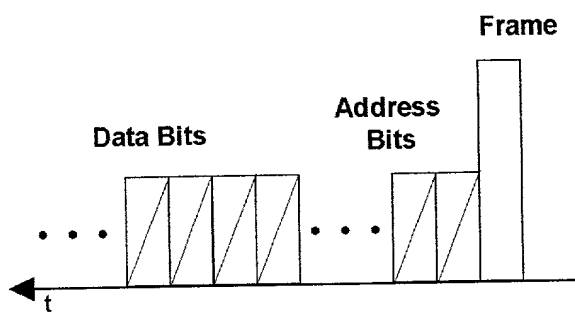 Frame
Address
Bits
Data Bits
t